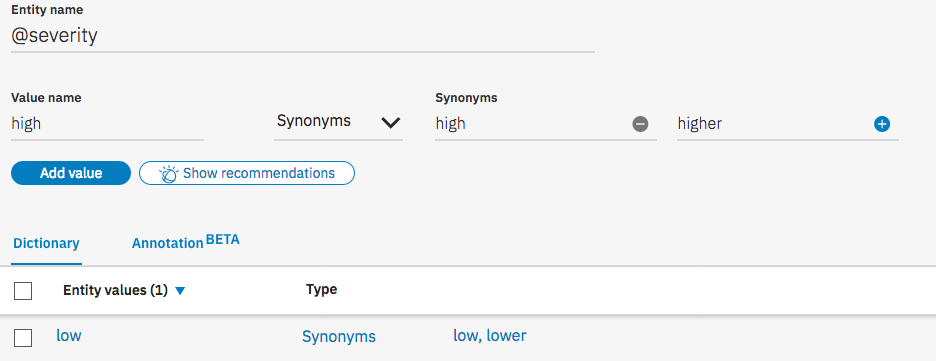 Entity name
@severity
Value name Synonyms
high Synonyms high higher
Add value Show recommendations
Dictionary Annotation BETA
Entity values (1) Type
low Synonyms low, lower